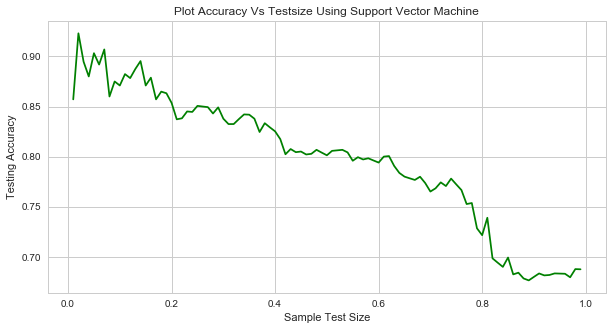 Plot Accuracy Vs Testsize Using Support Vector Machine
0.90
0.85
0.80
0.75
0.70
Testing Accuracy
0.0 0.2 0.4 0.6 0.8 1.0
Sample Test Size